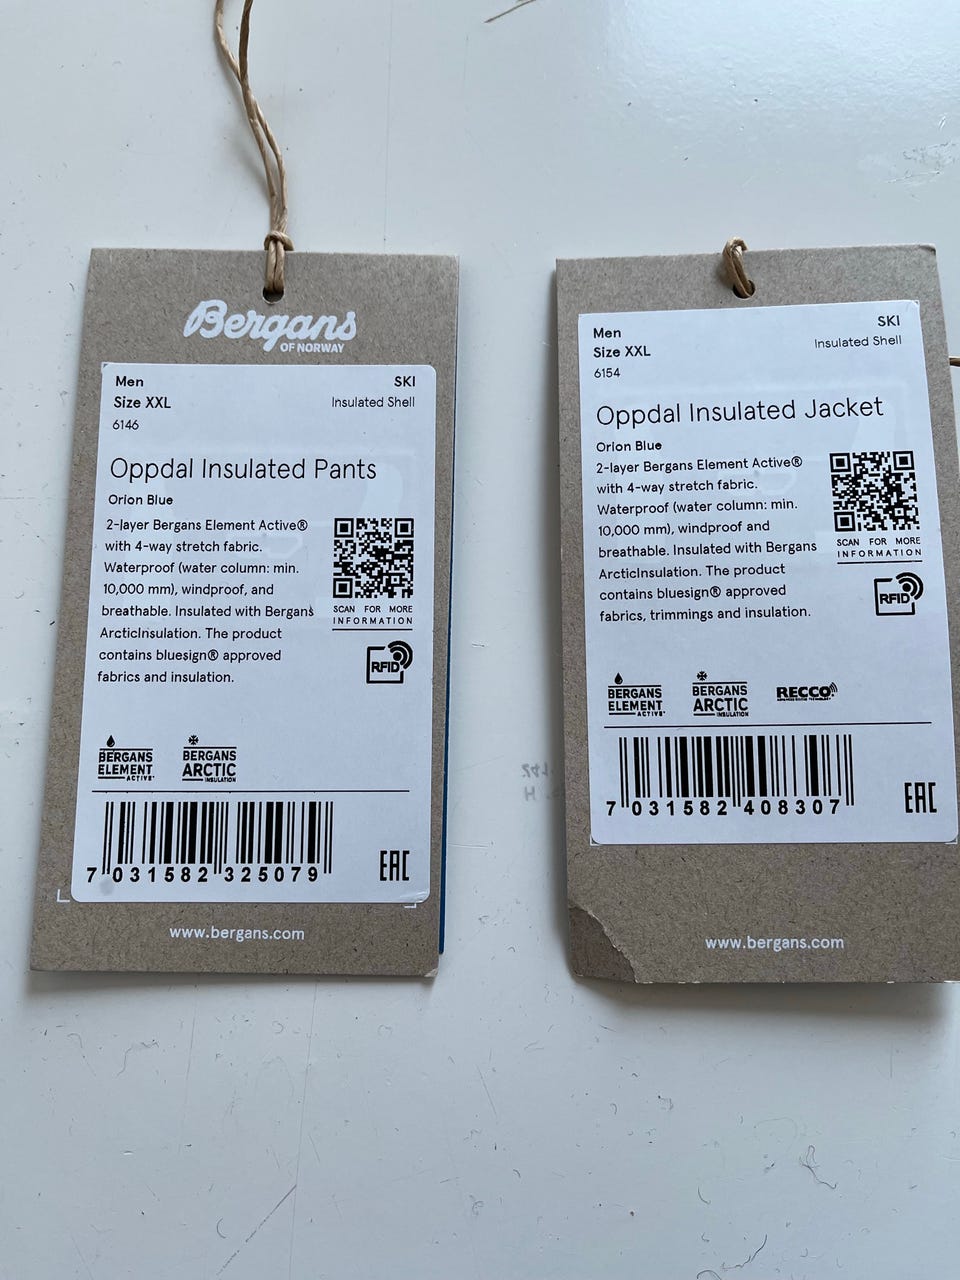 Bergans
OF NORWAY
Men
SKI
Size XXL
Insulated Shell
6146
Oppdal Insulated Pants
Orion Blue
2-layer Bergans Element Active®
with 4-way stretch fabric.
Waterproof (water column: min.
10,000 mm), windproof, and
breathable. Insulated with Bergans
ArcticInsulation. The product
contains bluesign® approved
fabrics and insulation.
SCAN FOR MORE
INFORMATION
RFID
BERGANS
ELEMENT
ACTIVE
BERGANS
ARCTIC
INSULATION
7 031582 325079
EAC
www.bergans.com
Men
SKI
Size XXL
Insulated Shell
6154
Oppdal Insulated Jacket
Orion Blue
2-layer Bergans Element Active®
with 4-way stretch fabric.
Waterproof (water column: min.
10,000 mm), windproof and
breathable. Insulated with Bergans
ArcticInsulation. The product
contains bluesign® approved
fabrics, trimmings and insulation.
SCAN FOR MORE
INFORMATION
RFID
BERGANS
ELEMENT
ACTIVE
BERGANS
ARCTIC
INSULATION
RECCO
7 031582 408307
EAC
www.bergans.com